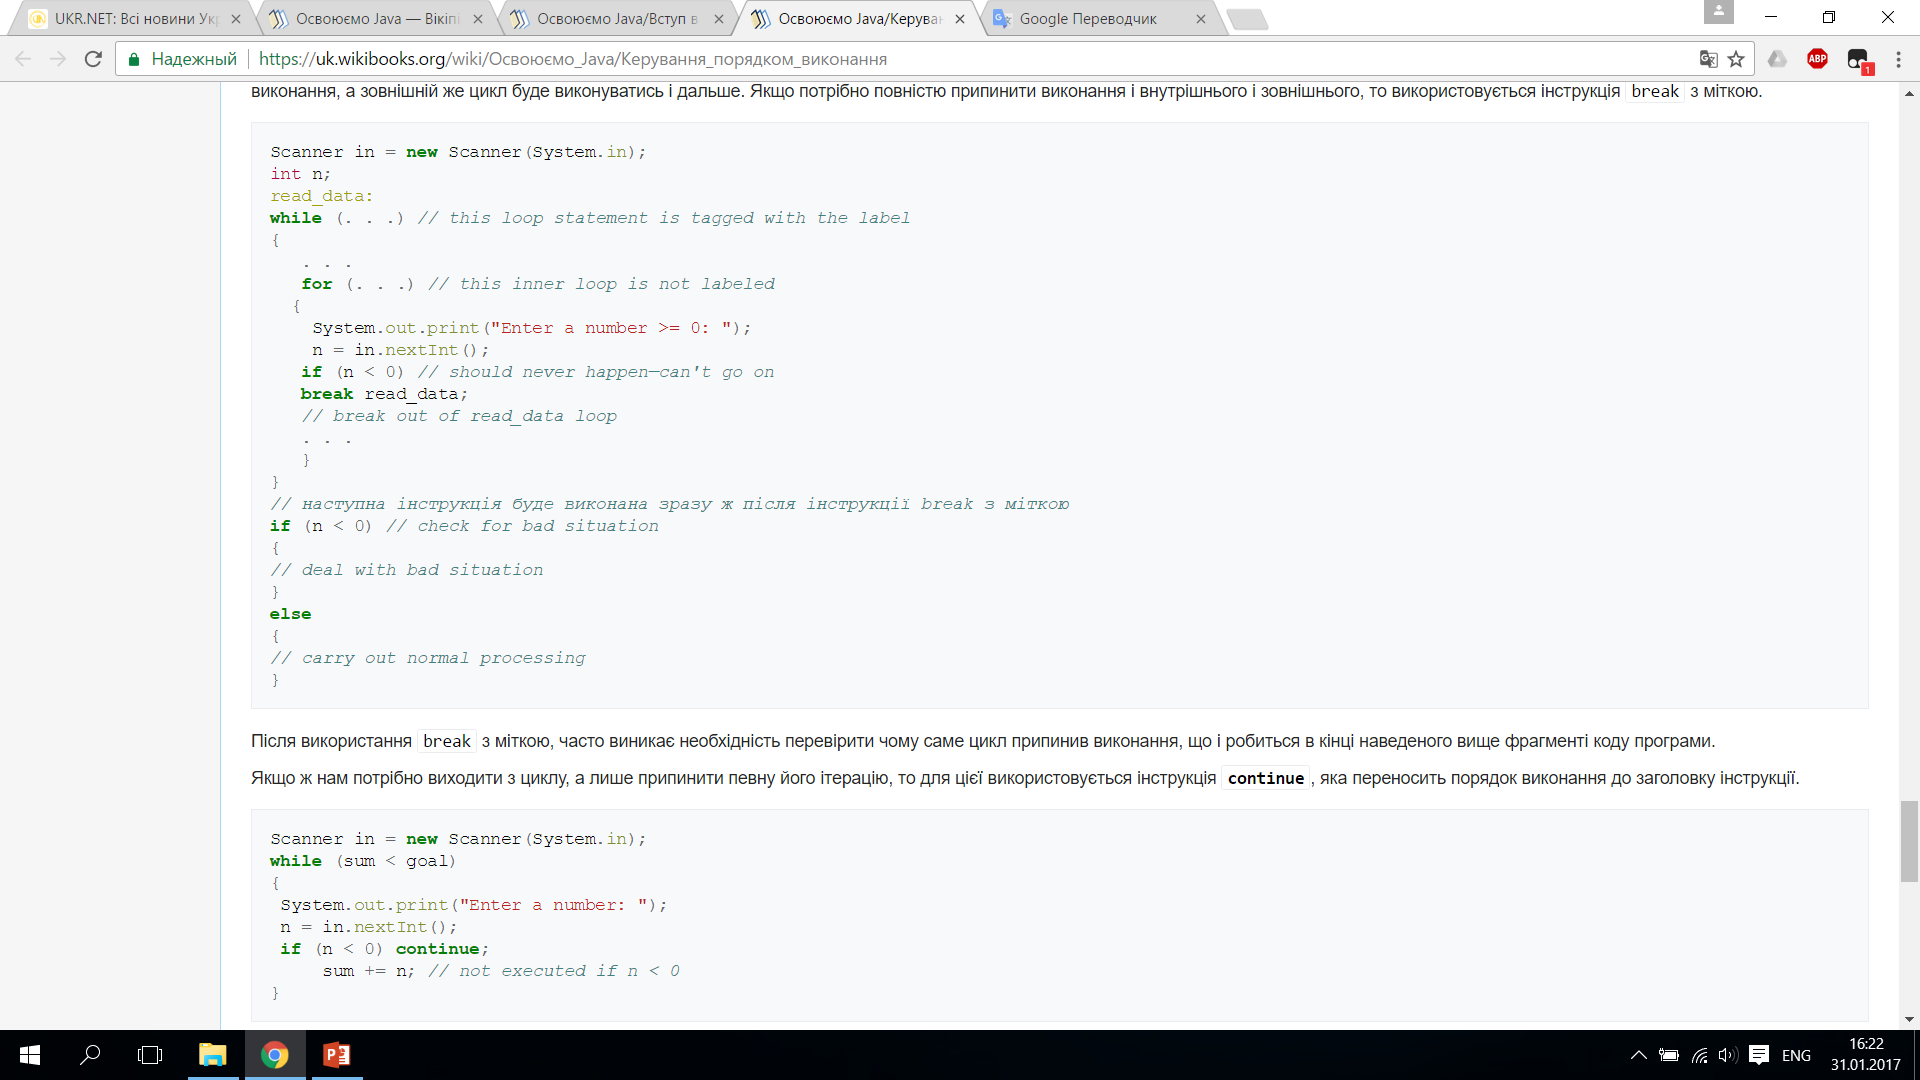 UKR.NET: Всі новини Укр
Освоюємо Java — Вікіпі
Освоюємо Java/Вступ в
Освоюємо Java/Керуван
Google Переводчик
Надежный
https://uk.wikibooks.org/wiki/Освоюємо_Java/Керування_порядком_виконання
ABP
1
виконання, а зовнішній же цикл буде виконуватись і дальше. Якщо потрібно повністю припинити виконання і внутрішнього і зовнішнього, то використовується інструкція break з міткою.
Scanner in = new Scanner(System.in);
int n;
read_data:
while (. . .) // this loop statement is tagged with the label
{
. . .
for (. . .) // this inner loop is not labeled
{
System.out.print("Enter a number >= 0: ");
n = in.nextInt();
if (n < 0) // should never happen—can't go on
break read_data;
// break out of read_data loop
. . .
}
}
// наступна інструкція буде виконана зразу ж після інструкції break з міткою
if (n < 0) // check for bad situation
{
// deal with bad situation
}
else
{
// carry out normal processing
}
Після використання break з міткою, часто виникає необхідність перевірити чому саме цикл припинив виконання, що і робиться в кінці наведеного вище фрагменті коду програми.
Якщо ж нам потрібно виходити з циклу, а лише припинити певну його ітерацію, то для цієї використовується інструкція continue, яка переносить порядок виконання до заголовку інструкції.
Scanner in = new Scanner(System.in);
while (sum < goal)
{
System.out.print("Enter a number: ");
n = in.nextInt();
if (n < 0) continue;
sum += n; // not executed if n < 0
}
ENG
16:22
31.01.2017